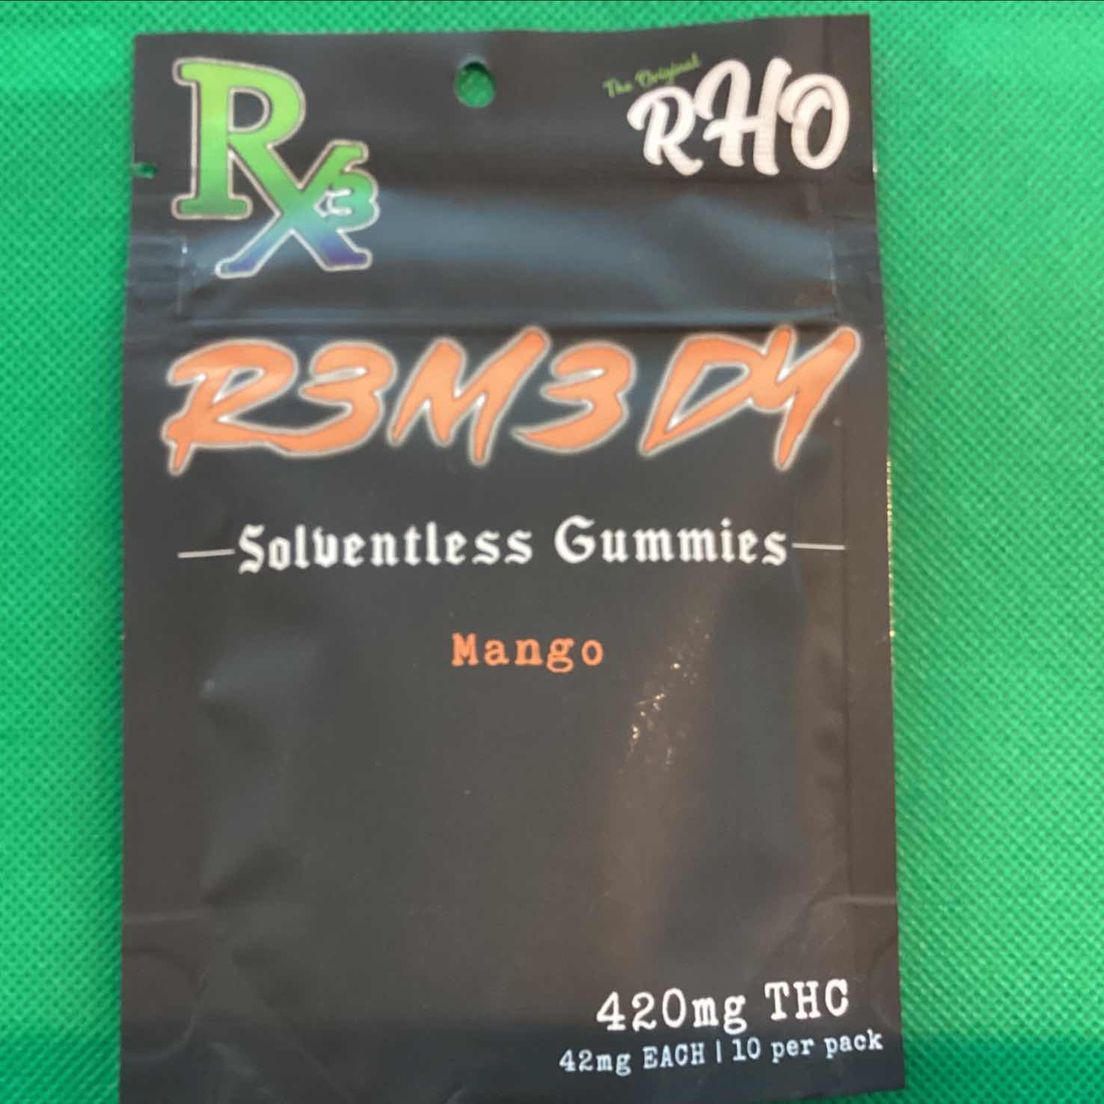 Rx3
The Original
RHO
R3M3DY
Solventless Gummies
Mango
420mg THC
42mg EACH | 10 per pack